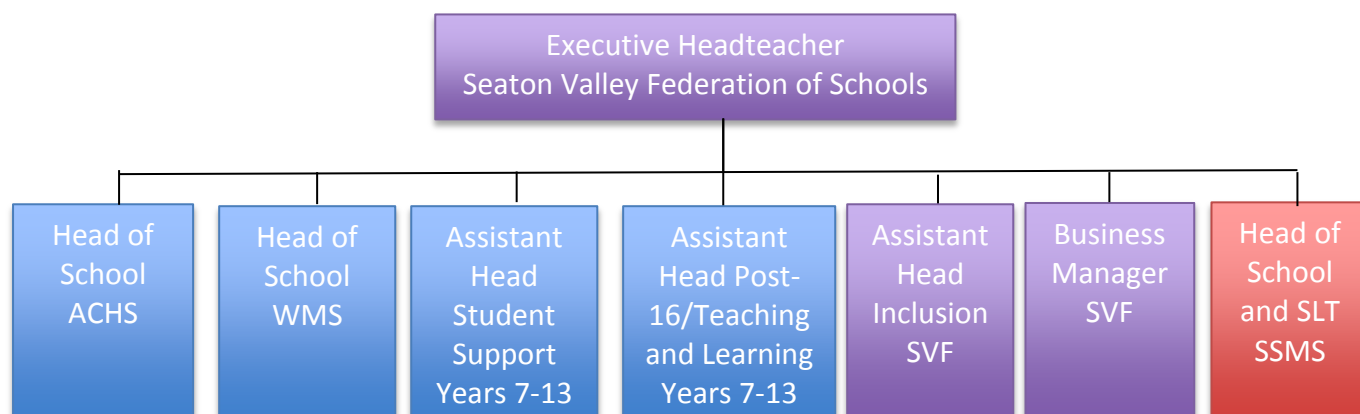 Executive Headteacher
Seaton Valley Federation of Schools
Head of
School
ACHS
Head of
School
WMS
Assistant
Head
Student
Support
Years 7-13
Assistant
Head Post-
16/Teaching
and Learning
Years 7-13
Assistant
Head
Inclusion
SVF
Business
Manager
SVF
Head of
School
and SLT
SSMS